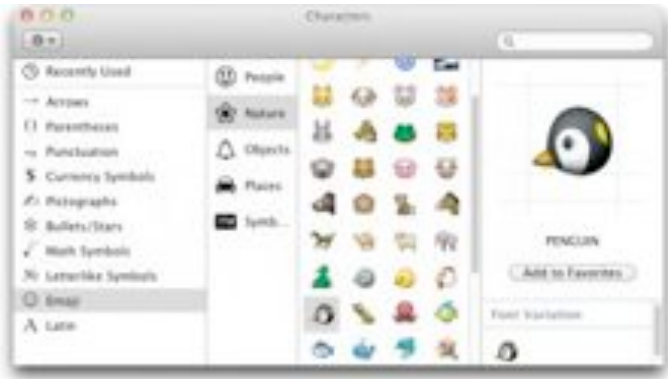 Characters
Recently Used
Arrows
Parentheses
Punctuation
Currency Symbols
Pictographs
Bullets/Stars
Math Symbols
Letterlike Symbols
Emoji
Latin
People
Nature
Objects
Places
Symb...
PENGUIN
Add to Favorites
Font Variation